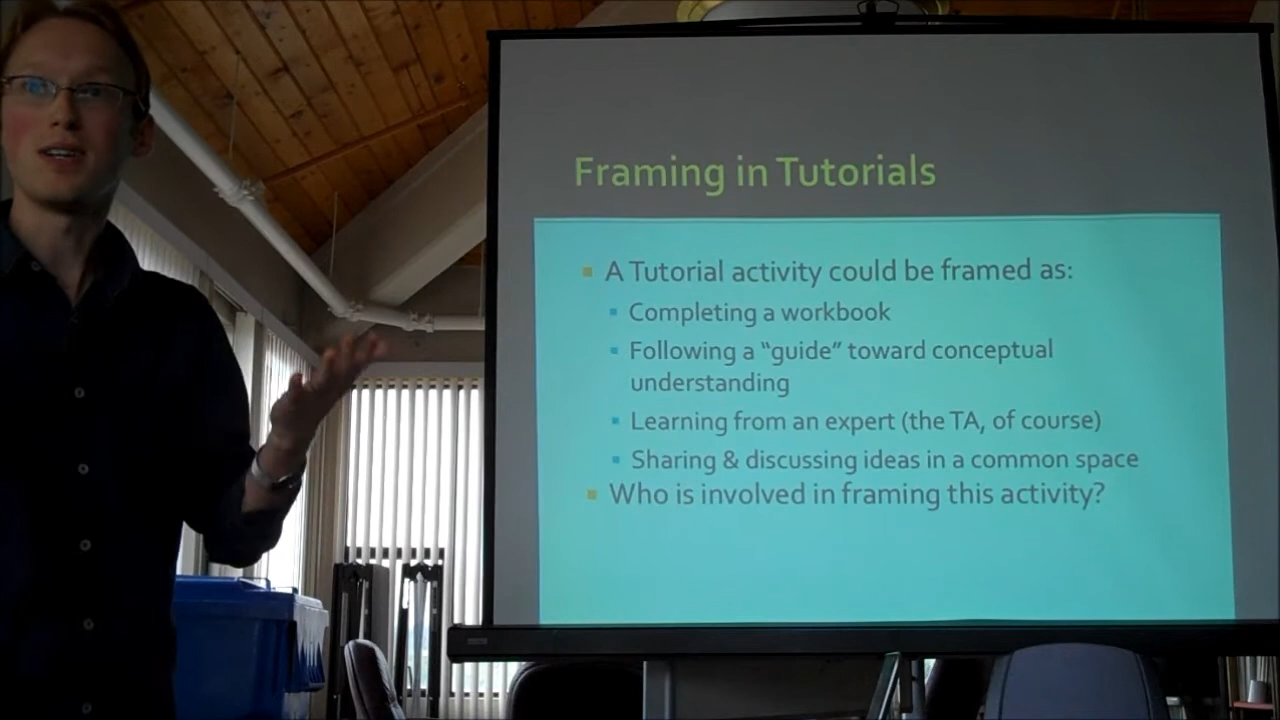 Framing in Tutorials
A Tutorial activity could be framed as:
Completing a workbook
Following a “guide” toward conceptual
understanding
Learning from an expert (the TA, of course)
Sharing & discussing ideas in a common space
Who is involved in framing this activity?